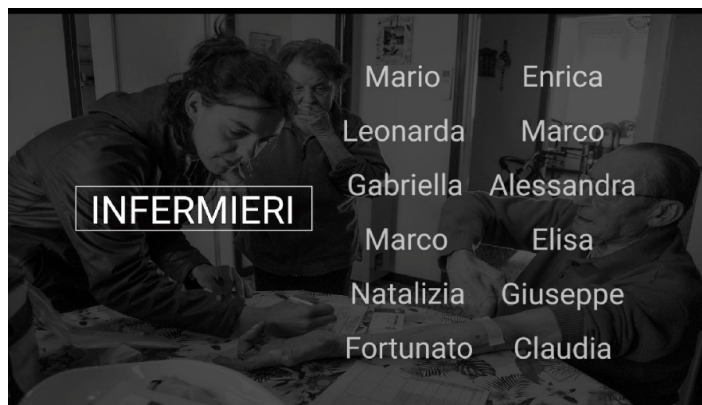 INFERMIERI
Mario Enrica
Leonarda Marco
Gabriella Alessandra
Marco Elisa
Natalizia Giuseppe
Fortunato Claudia